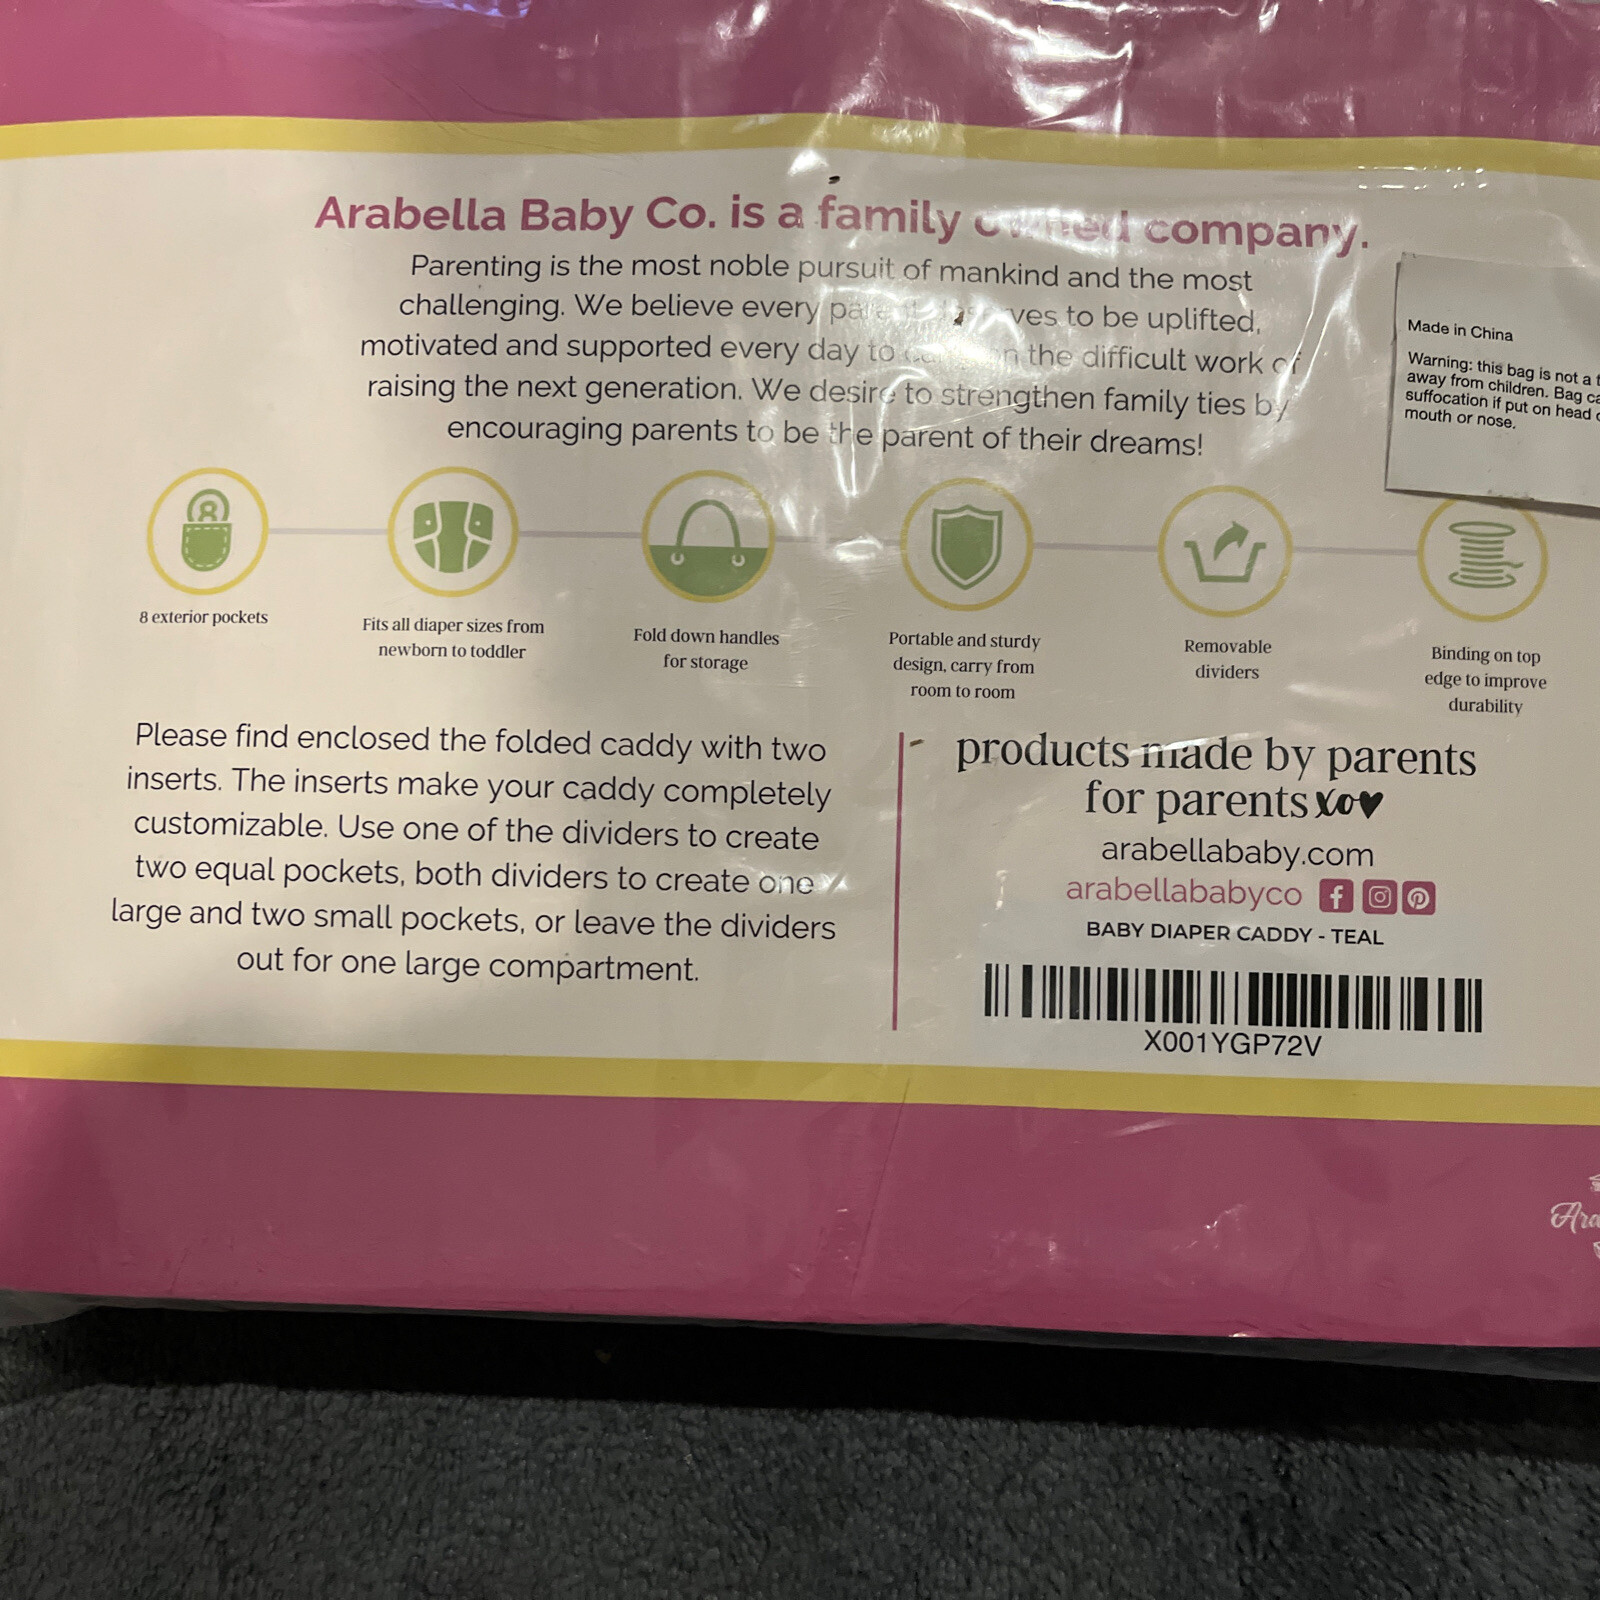 Arabella Baby Co. is a family owned company.
Parenting is the most noble pursuit of mankind and the most
challenging. We believe every parent deserves to be uplifted,
motivated and supported every day to carry on the difficult work of
raising the next generation. We desire to strengthen family ties by
encouraging parents to be the parent of their dreams!
Made in China
Warning: this bag is not a
away from children. Bag
suffocation if put on head
mouth or nose.
8
8 exterior pockets
Fits all diaper sizes from
newborn to toddler
Fold down handles
for storage
Portable and sturdy
design, carry from
room to room
Removable
dividers
Binding on top
edge to improve
durability
Please find enclosed the folded caddy with two
inserts. The inserts make your caddy completely
customizable. Use one of the dividers to create
two equal pockets, both dividers to create one
large and two small pockets, or leave the dividers
out for one large compartment.
products made by parents
for parents xo♥
arabellababy.com
arabellababyco
BABY DIAPER CADDY - TEAL
X001YGP72V